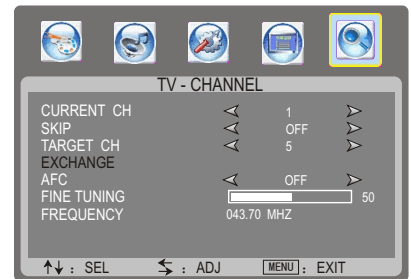 TV - CHANNEL
CURRENT CH 1
SKIP OFF
TARGET CH 5
EXCHANGE
AFC OFF
FINE TUNING 50
FREQUENCY 043.70 MHZ
: SEL : ADJ MENU : EXIT